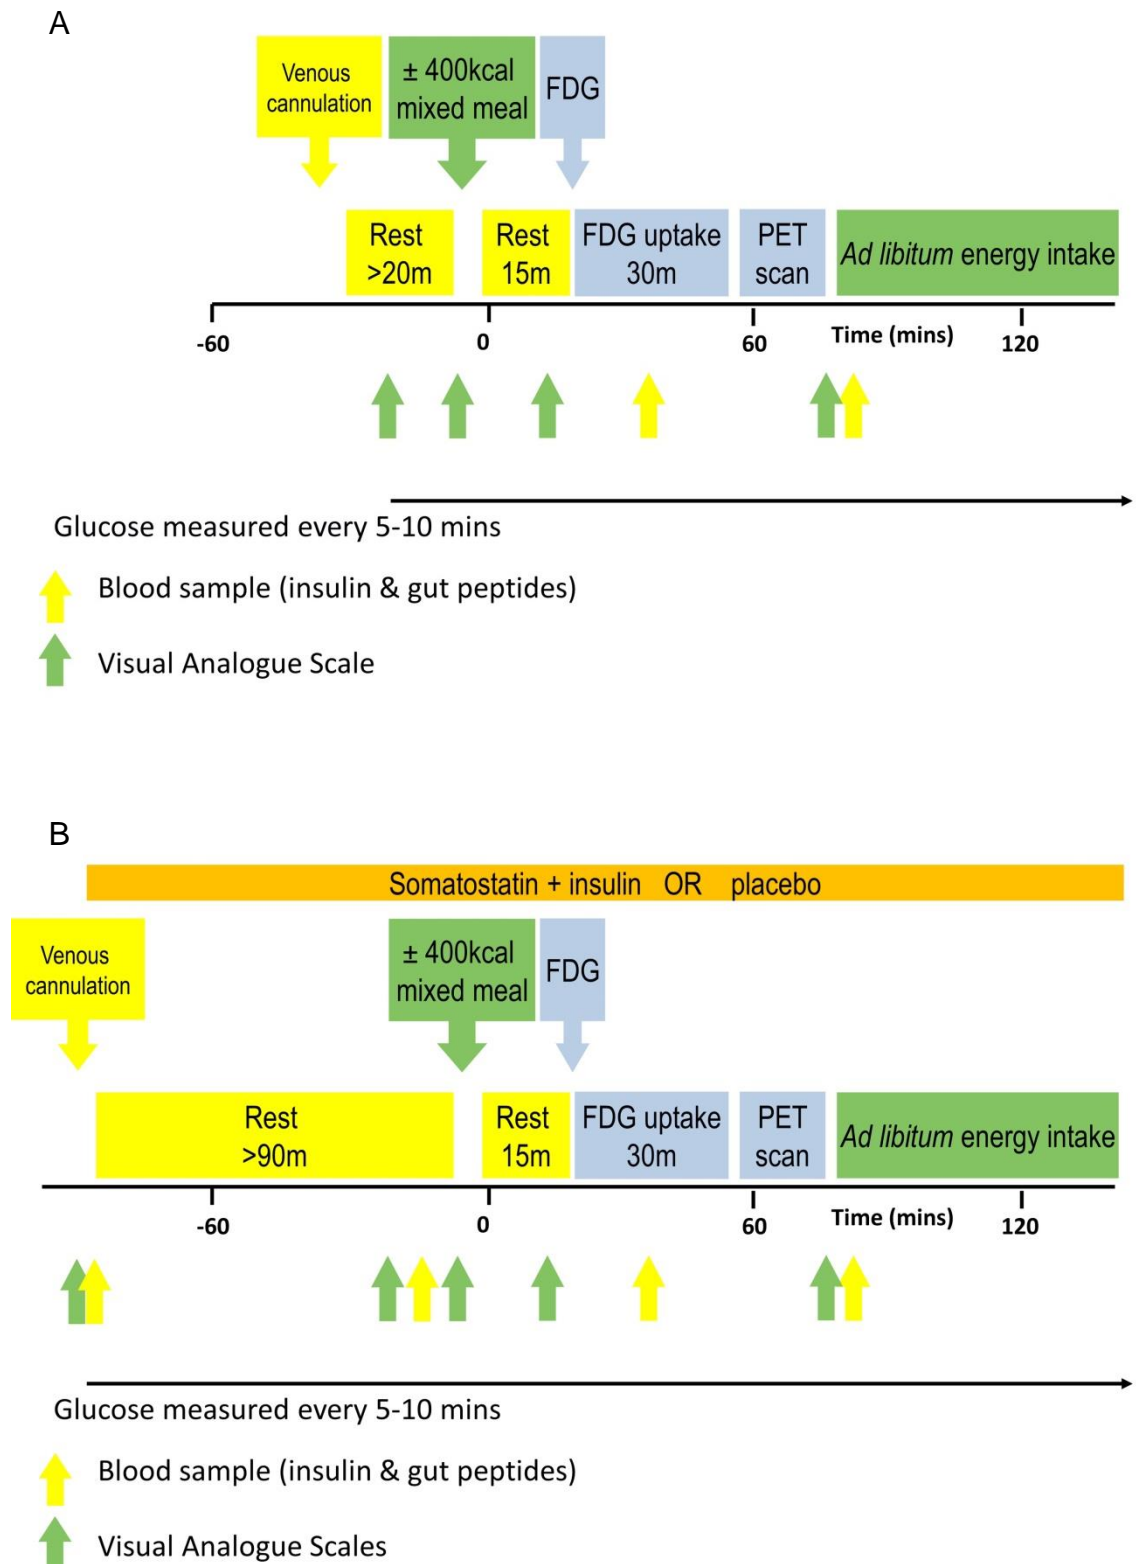 A
Venous
cannulation
± 400kcal
mixed meal
FDG
Rest
>20m
Rest
15m
FDG uptake
30m
PET
scan
Ad libitum energy intake
-60
0
60
Time (mins)
120
Glucose measured every 5-10 mins
Blood sample (insulin & gut peptides)
Visual Analogue Scale
B
Somatostatin + insulin OR placebo
Venous
cannulation
± 400kcal
mixed meal
FDG
Rest
>90m
Rest
15m
FDG uptake
30m
PET
scan
Ad libitum energy intake
-60
0
60
Time (mins)
120
Glucose measured every 5-10 mins
Blood sample (insulin & gut peptides)
Visual Analogue Scales